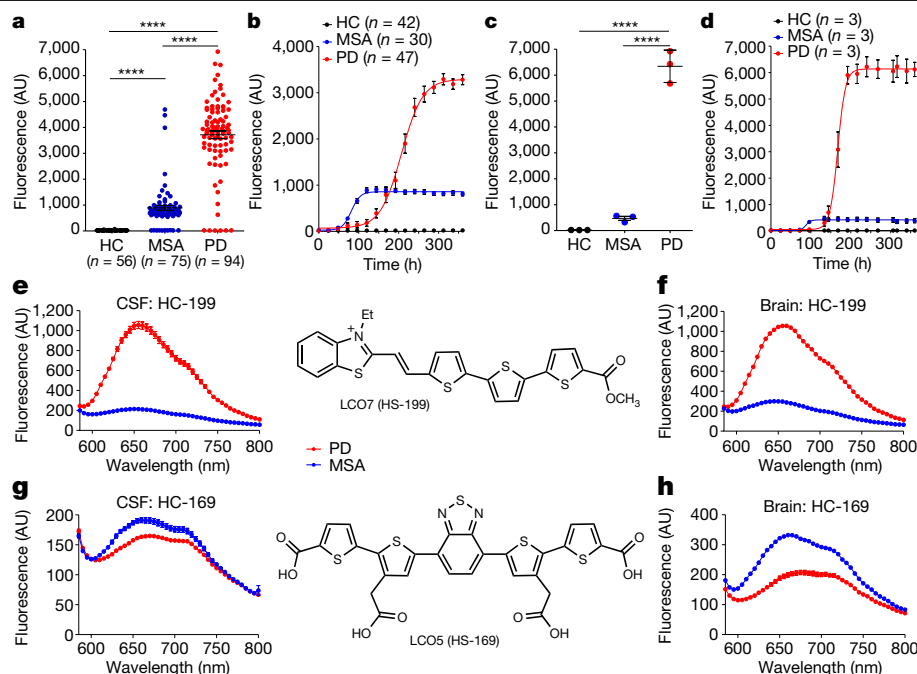 a
****
****
****
Fluorescence (AU)
7,000
6,000
5,000
4,000
3,000
2,000
1,000
0
HC MSA PD
(n = 56) (n = 75) (n = 94)
b
HC (n = 42)
MSA (n = 30)
PD (n = 47)
Fluorescence (AU)
4,000
3,000
2,000
1,000
0
0 200 300
Time (h)
c
****
****
Fluorescence (AU)
7,000
6,000
5,000
4,000
3,000
2,000
1,000
0
HC MSA PD
d
HC (n = 3)
MSA (n = 3)
PD (n = 3)
Fluorescence (AU)
7,000
6,000
5,000
4,000
3,000
2,000
1,000
0
0 200 300
Time (h)
e
CSF: HC-199
Fluorescence (AU)
1,200
1,000
800
600
400
200
0
600 650 700 750 800
Wavelength (nm)
Et
N
+
S
S
S
S
O
OCH3
LCO7 (HS-199)
PD
MSA
f
Brain: HC-199
Fluorescence (AU)
1,200
1,000
800
600
400
200
0
600 650 700 750 800
Wavelength (nm)
g
CSF: HC-169
Fluorescence (AU)
200
150
100
50
0
600 650 700 750 800
Wavelength (nm)
S
N N
O S S S S O
HO OH
O O
HO OH
LCO5 (HS-169)
h
Brain: HC-169
Fluorescence (AU)
400
300
200
100
0
600 650 700 750 800
Wavelength (nm)